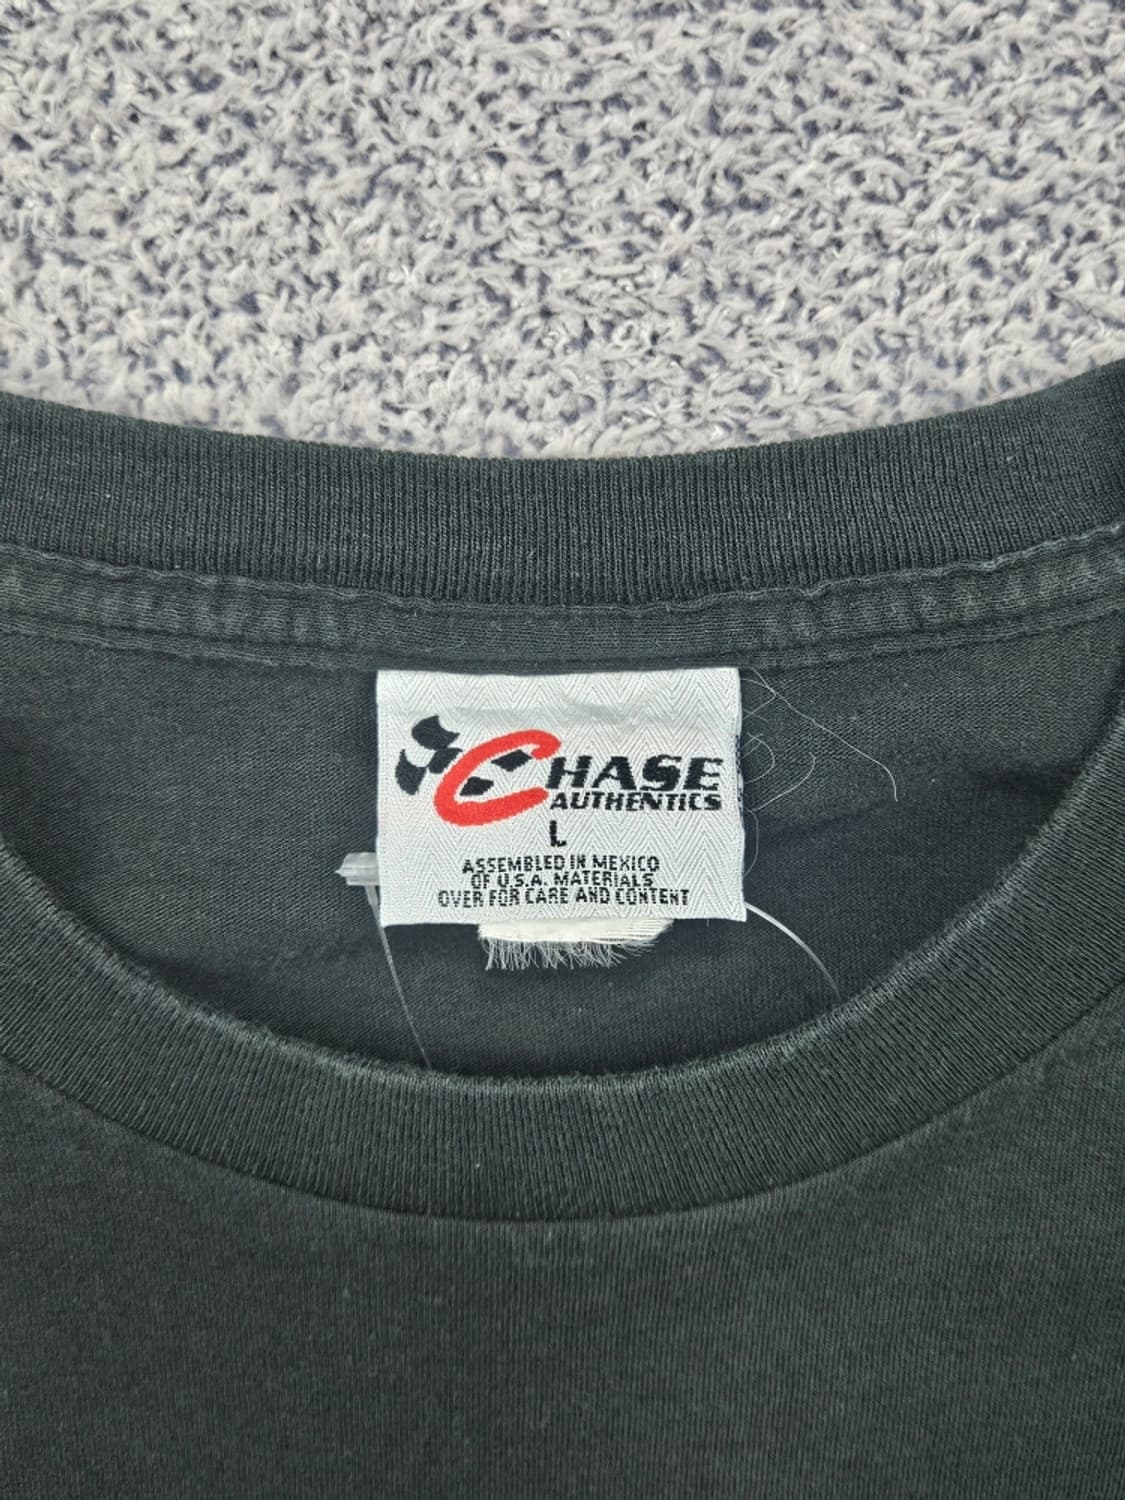 CHASE
AUTHENTICS
L
ASSEMBLED IN MEXICO
OF U.S.A. MATERIALS
OVER FOR CARE AND CONTENT